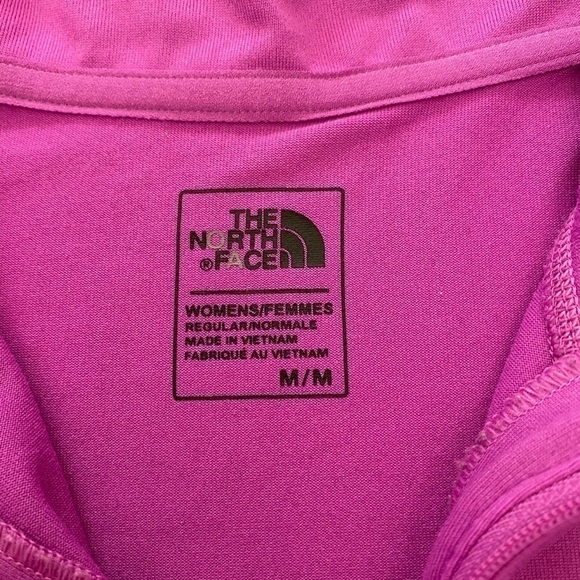 THE
NORTH
®FACE
WOMENS/FEMMES
REGULAR/NORMALE
MADE IN VIETNAM
FABRIQUÉ AU VIETNAM
M/M